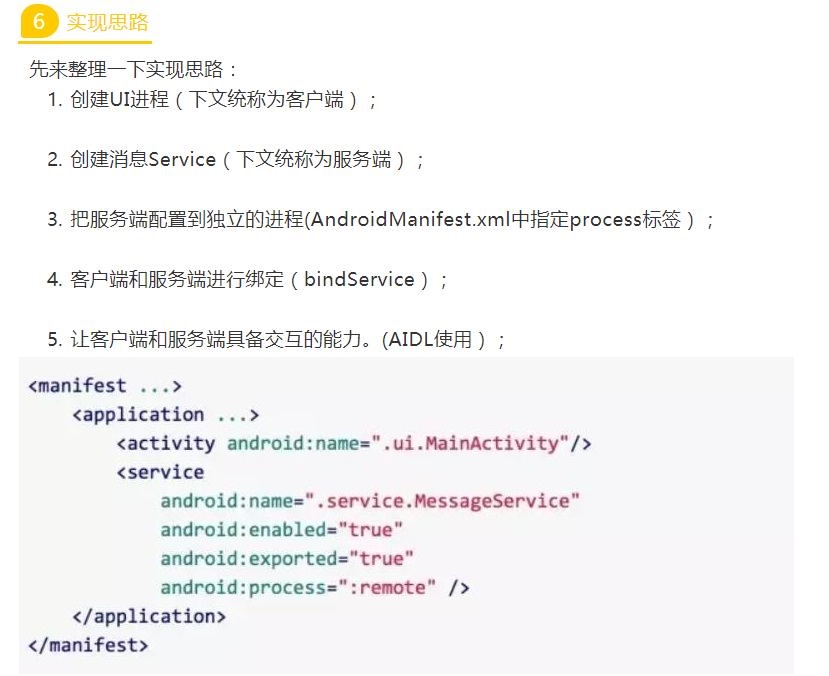 6 实现思路
先来整理一下实现思路：
1. 创建UI进程（下文统称为客户端）；
2. 创建消息Service（下文统称为服务端）；
3. 把服务端配置到独立的进程(AndroidManifest.xml中指定process标签）；
4. 客户端和服务端进行绑定（bindService）；
5. 让客户端和服务端具备交互的能力。(AIDL使用）；
<manifest ...>
    <application ...>
        <activity android:name=".ui.MainActivity"/>
        <service
            android:name=".service.MessageService"
            android:enabled="true"
            android:exported="true"
            android:process=":remote" />
    </application>
</manifest>